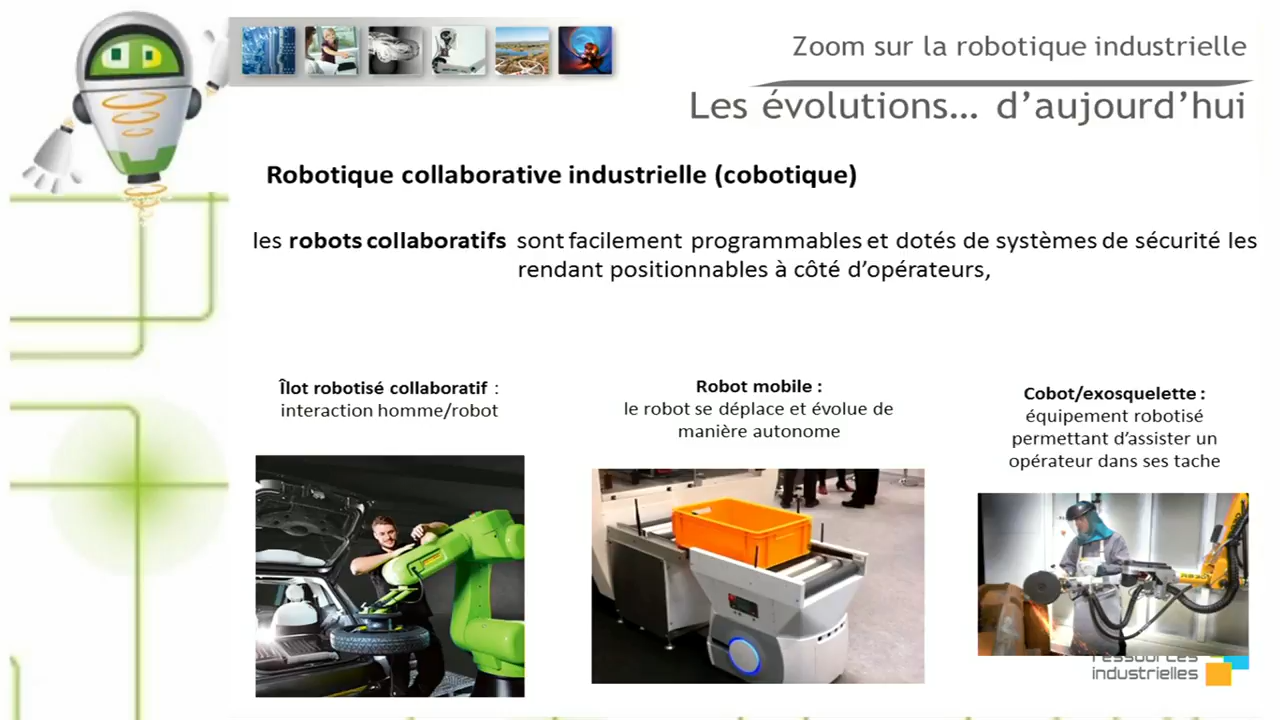 Zoom sur la robotique industrielle
Les évolutions... d'aujourd'hui
Robotique collaborative industrielle (cobotique)
les robots collaboratifs sont facilement programmables et dotés de systèmes de sécurité les
rendant positionnables à côté d'opérateurs,
Îlot robotisé collaboratif :
interaction homme/robot
Robot mobile :
le robot se déplace et évolue de
manière autonome
Cobot/exosquelette :
équipement robotisé
permettant d'assister un
opérateur dans ses tache
ressources
industrielles